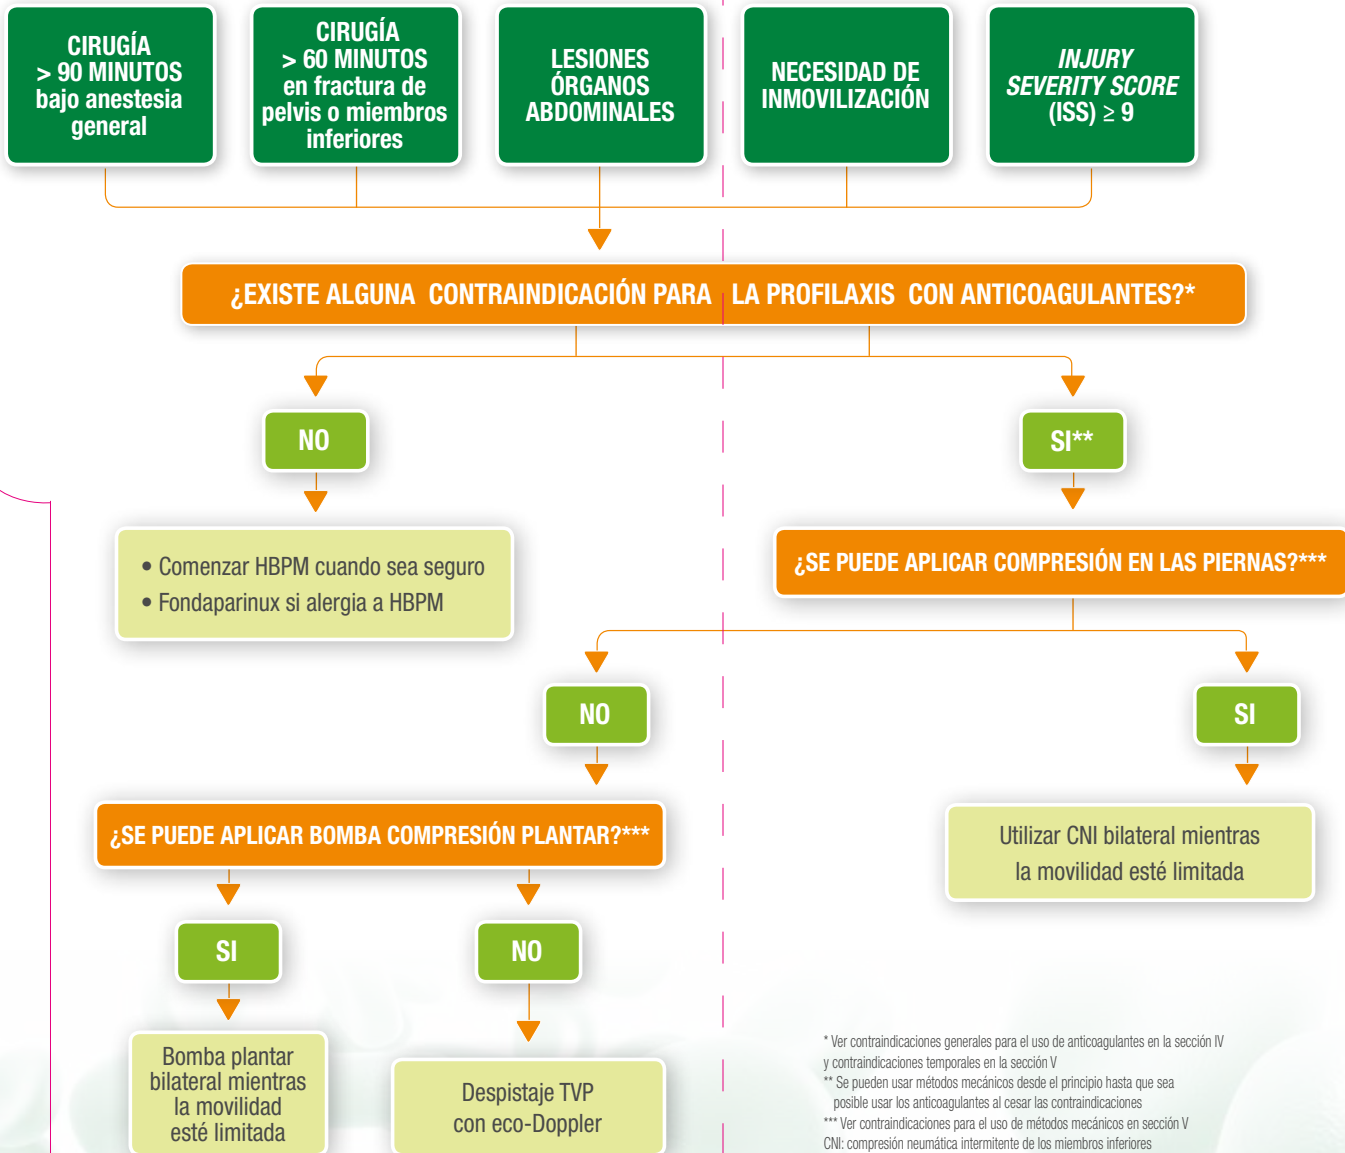 CIRUGÍA
> 90 MINUTOS
bajo anestesia
general
CIRUGÍA
> 60 MINUTOS
en fractura de
pelvis o miembros
inferiores
LESIONES
ÓRGANOS
ABDOMINALES
NECESIDAD DE
INMOVILIZACIÓN
INJURY
SEVERITY SCORE
(ISS) ≥ 9
¿EXISTE ALGUNA CONTRAINDICACIÓN PARA LA PROFILAXIS CON ANTICOAGULANTES?*
NO
SI**
• Comenzar HBPM cuando sea seguro
• Fondaparinux si alergia a HBPM
¿SE PUEDE APLICAR COMPRESIÓN EN LAS PIERNAS?***
NO
SI
¿SE PUEDE APLICAR BOMBA COMPRESIÓN PLANTAR?***
Utilizar CNI bilateral mientras
la movilidad esté limitada
SI
NO
Bomba plantar
bilateral mientras
la movilidad
esté limitada
Despistaje TVP
con eco-Doppler
* Ver contraindicaciones generales para el uso de anticoagulantes en la sección IV
y contraindicaciones temporales en la sección V
** Se pueden usar métodos mecánicos desde el principio hasta que sea
posible usar los anticoagulantes al cesar las contraindicaciones
*** Ver contraindicaciones para el uso de métodos mecánicos en sección V
CNI: compresión neumática intermitente de los miembros inferiores